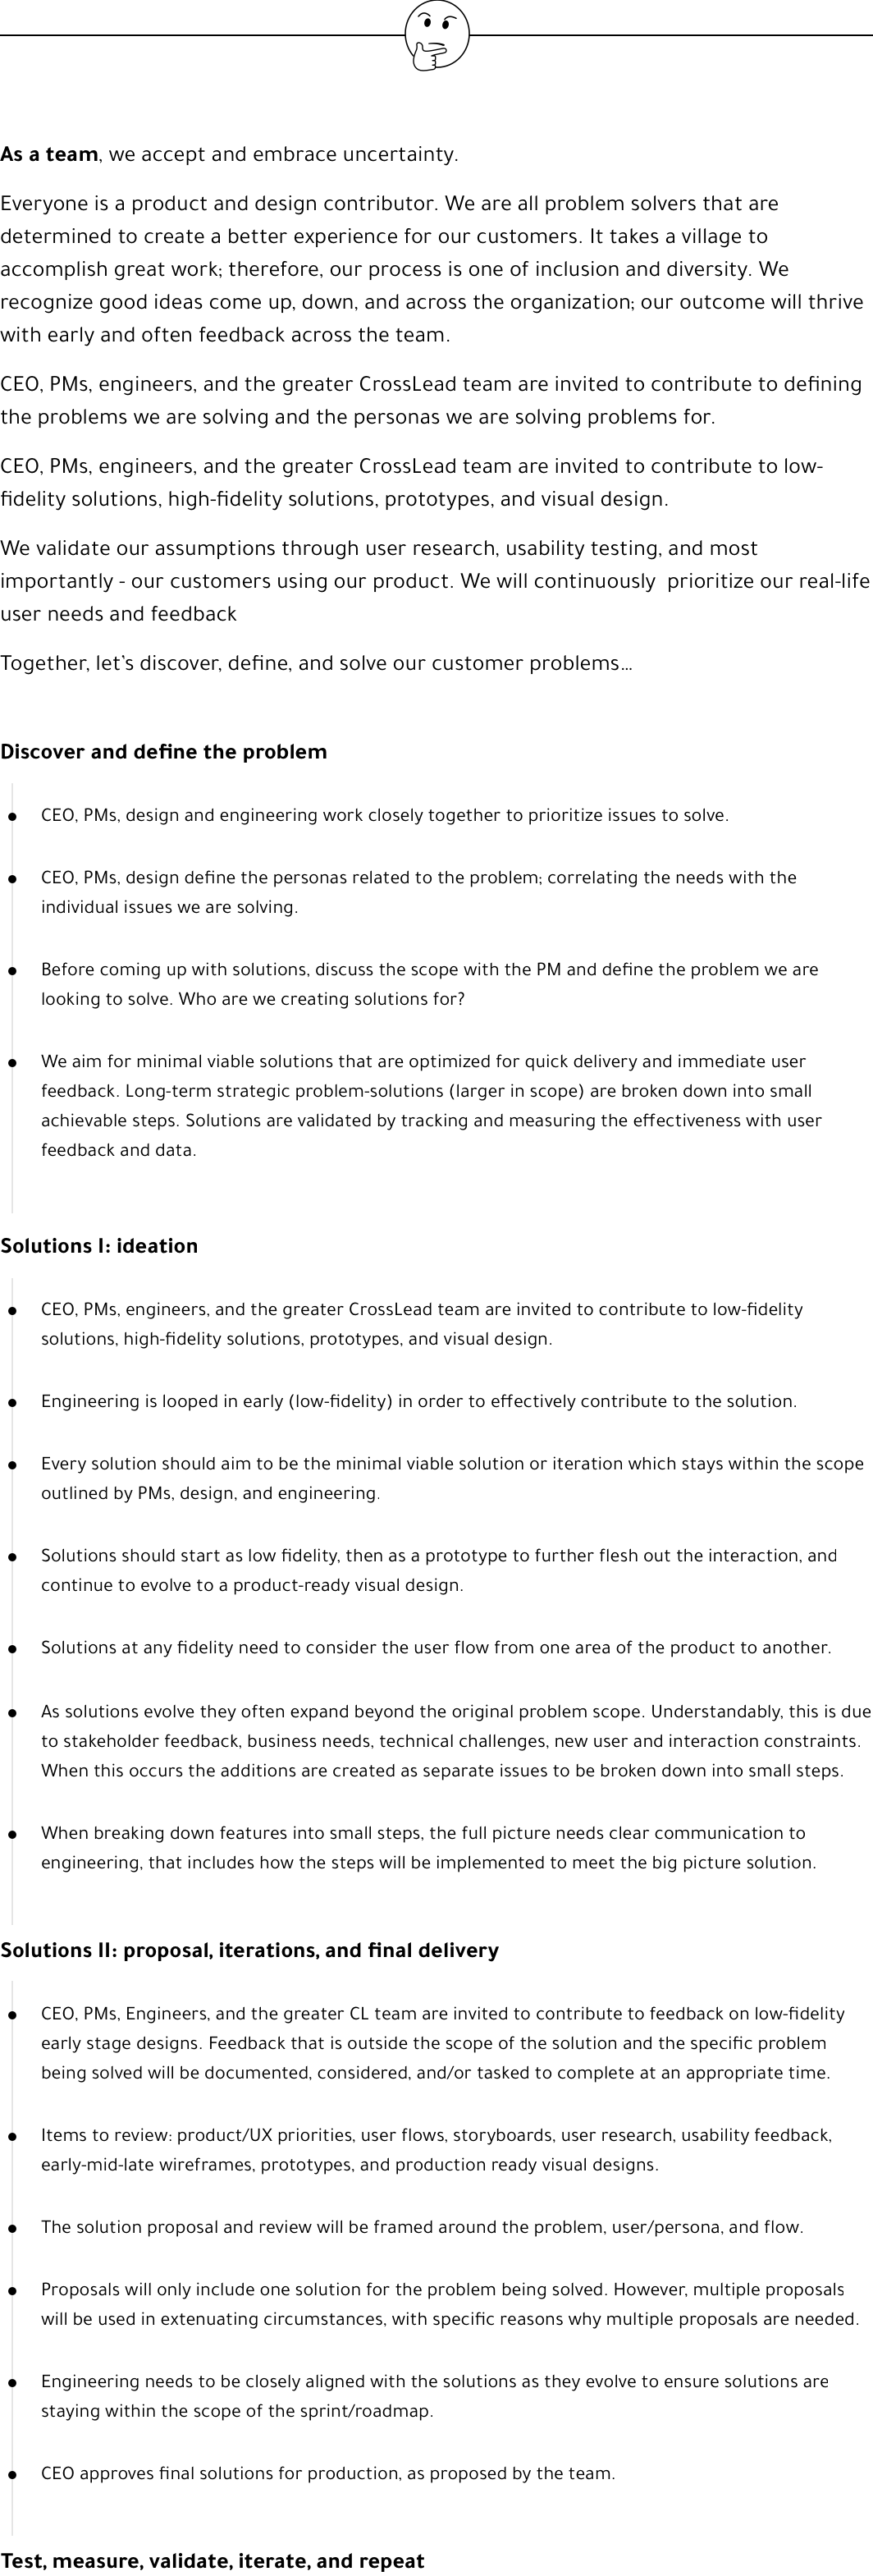 As a team, we accept and embrace uncertainty.
Everyone is a product and design contributor. We are all problem solvers that are
determined to create a better experience for our customers. It takes a village to
accomplish great work; therefore, our process is one of inclusion and diversity. We
recognize good ideas come up, down, and across the organization; our outcome will thrive
with early and often feedback across the team.
CEO, PMs, engineers, and the greater CrossLead team are invited to contribute to defining
the problems we are solving and the personas we are solving problems for.
CEO, PMs, engineers, and the greater CrossLead team are invited to contribute to low-
fidelity solutions, high-fidelity solutions, prototypes, and visual design.
We validate our assumptions through user research, usability testing, and most
importantly - our customers using our product. We will continuously  prioritize our real-life
user needs and feedback
Together, let's discover, define, and solve our customer problems...
Discover and define the problem
● CEO, PMs, design and engineering work closely together to prioritize issues to solve.
● CEO, PMs, design define the personas related to the problem; correlating the needs with the
individual issues we are solving.
● Before coming up with solutions, discuss the scope with the PM and define the problem we are
looking to solve. Who are we creating solutions for?
● We aim for minimal viable solutions that are optimized for quick delivery and immediate user
feedback. Long-term strategic problem-solutions (larger in scope) are broken down into small
achievable steps. Solutions are validated by tracking and measuring the effectiveness with user
feedback and data.
Solutions I: ideation
● CEO, PMs, engineers, and the greater CrossLead team are invited to contribute to low-fidelity
solutions, high-fidelity solutions, prototypes, and visual design.
● Engineering is looped in early (low-fidelity) in order to effectively contribute to the solution.
● Every solution should aim to be the minimal viable solution or iteration which stays within the scope
outlined by PMs, design, and engineering.
● Solutions should start as low fidelity, then as a prototype to further flesh out the interaction, and
continue to evolve to a product-ready visual design.
● Solutions at any fidelity need to consider the user flow from one area of the product to another.
● As solutions evolve they often expand beyond the original problem scope. Understandably, this is due
to stakeholder feedback, business needs, technical challenges, new user and interaction constraints.
When this occurs the additions are created as separate issues to be broken down into small steps.
● When breaking down features into small steps, the full picture needs clear communication to
engineering, that includes how the steps will be implemented to meet the big picture solution.
Solutions II: proposal, iterations, and final delivery
● CEO, PMs, Engineers, and the greater CL team are invited to contribute to feedback on low-fidelity
early stage designs. Feedback that is outside the scope of the solution and the specific problem
being solved will be documented, considered, and/or tasked to complete at an appropriate time.
● Items to review: product/UX priorities, user flows, storyboards, user research, usability feedback,
early-mid-late wireframes, prototypes, and production ready visual designs.
● The solution proposal and review will be framed around the problem, user/persona, and flow.
● Proposals will only include one solution for the problem being solved. However, multiple proposals
will be used in extenuating circumstances, with specific reasons why multiple proposals are needed.
● Engineering needs to be closely aligned with the solutions as they evolve to ensure solutions are
staying within the scope of the sprint/roadmap.
● CEO approves final solutions for production, as proposed by the team.
Test, measure, validate, iterate, and repeat